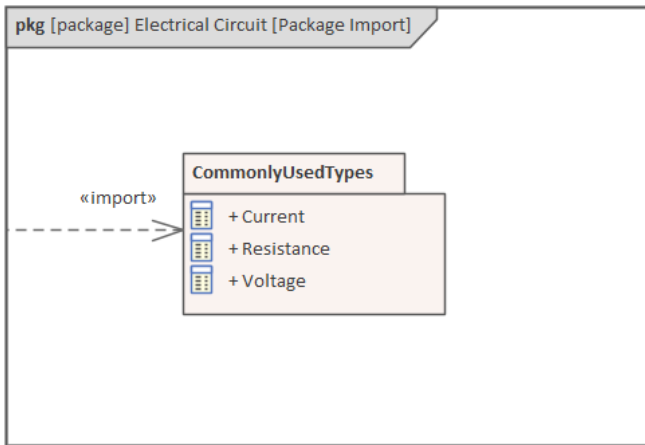 pkg [package] Electrical Circuit [Package Import]
CommonlyUsedTypes
«import»
+ Current
+ Resistance
+ Voltage